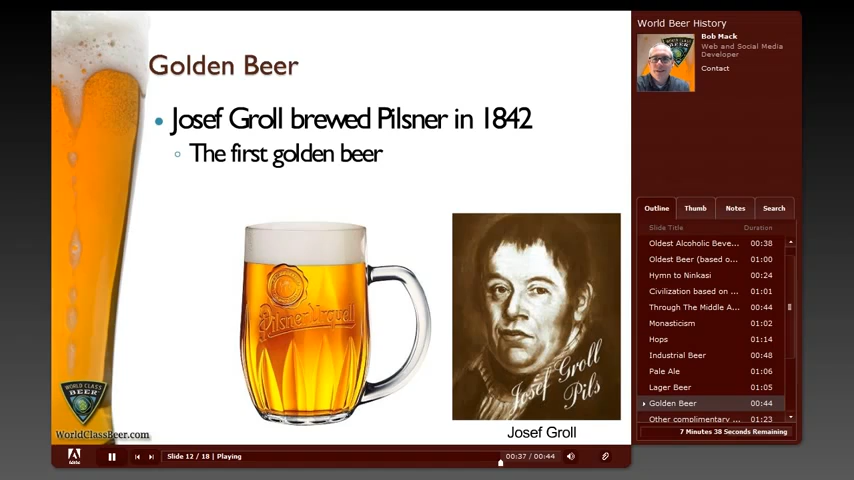 Golden Beer
Josef Groll brewed Pilsner in 1842
The first golden beer
Pilsner Urquell
Josef Groll
Pils
Josef Groll
WORLD CLASS
BEER
WorldClassBeer.com
World Beer History
Bob Mack
Web and Social Media
Developer
Contact
Outline Thumb Notes Search
Slide Title Duration
Oldest Alcoholic Beve... 00:38
Oldest Beer (based o... 01:00
Hymn to Ninkasi 00:24
Civilization based on ... 01:01
Through The Middle A... 00:44
Monasticism 01:02
Hops 01:14
Industrial Beer 00:48
Pale Ale 01:06
Lager Beer 01:05
Golden Beer 00:44
Other complimentary ... 01:23
7 Minutes 38 Seconds Remaining
Adobe
Slide 12 / 18 | Playing
00:37 / 00:44